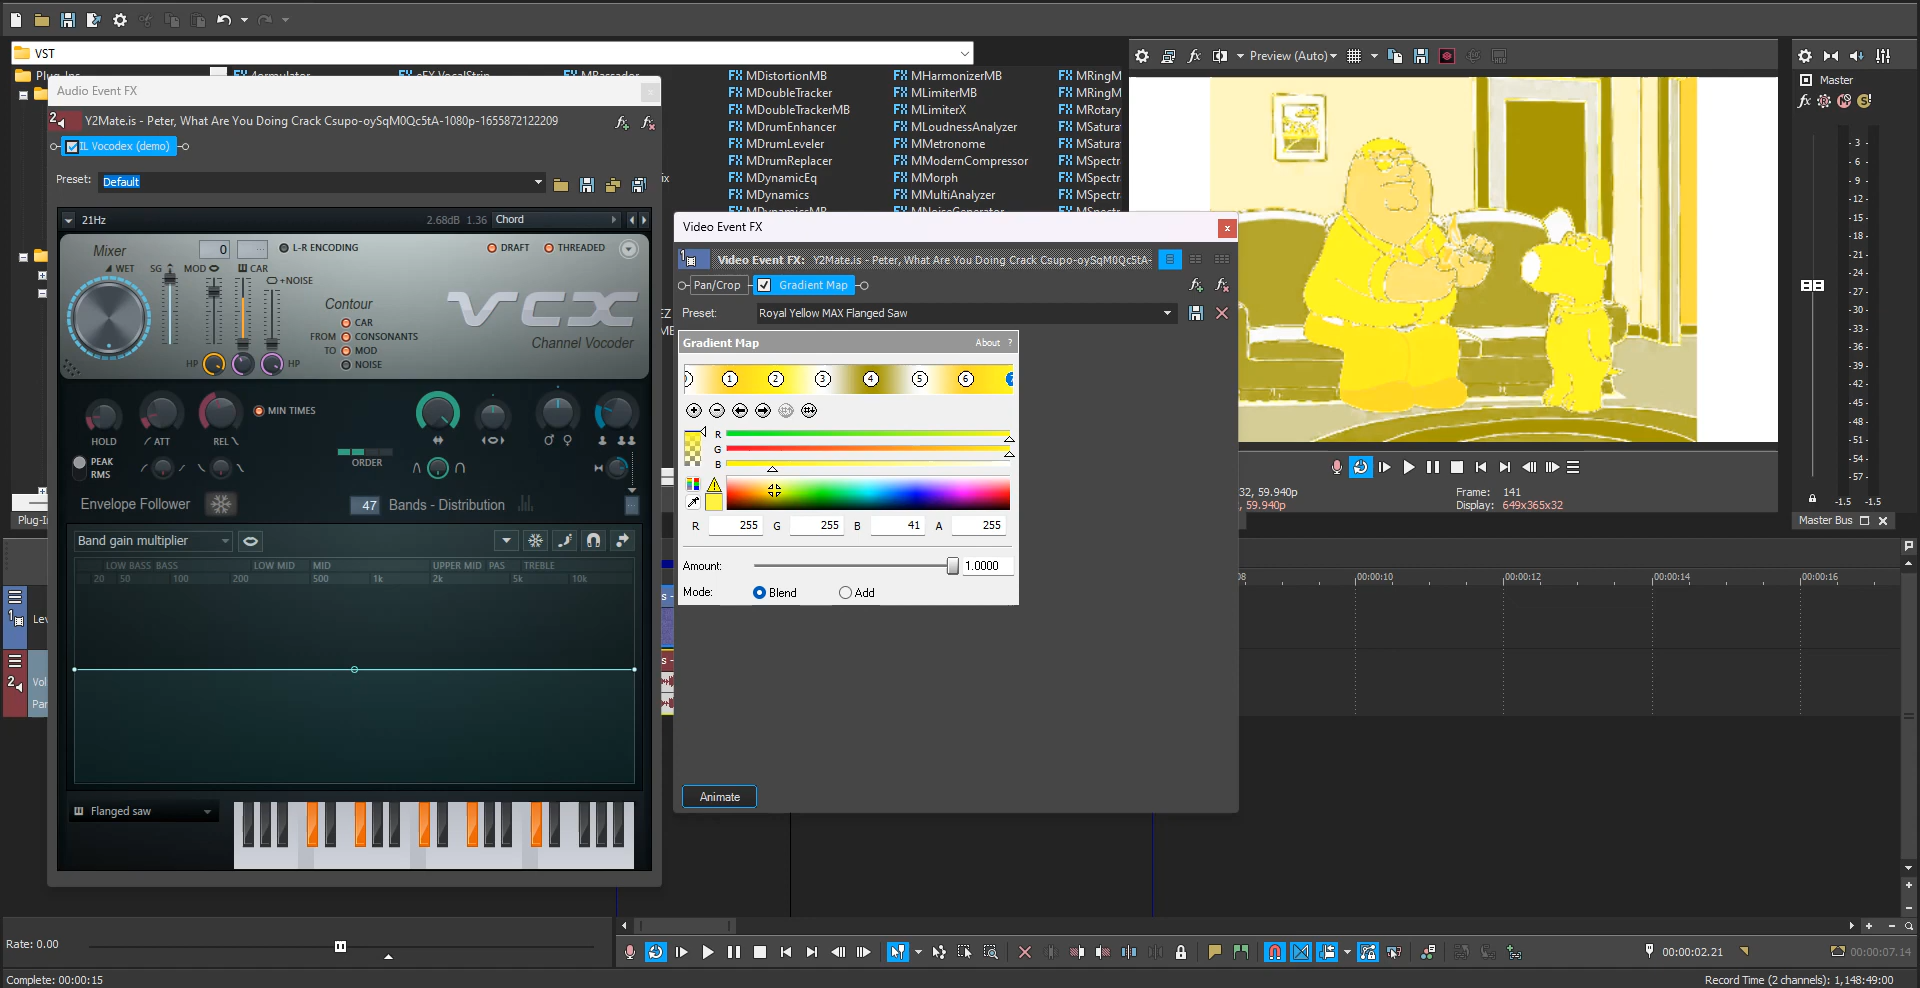 VST
Preview (Auto)
Plug-Ins
4ormulator
MDistortionMB
MHarmonizerMB
MRingM
Master
Audio Event FX
MDoubleTracker
MLimiterMB
MRingM
MDoubleTrackerMB
MLimiterX
MRotary
Y2Mate.is - Peter, What Are You Doing Crack Csupo-oySqM0Qc5tA-1080p-1655872122209
MDrumEnhancer
MLoudnessAnalyzer
MSatura
IL Vocodex (demo)
MDrumLeveler
MMetronome
MSatura
MDrumReplacer
MModernCompressor
MSpectr
Preset: Default
MDynamicEq
MMorph
MSpectr
MDynamics
MMultiAnalyzer
MSpectr
MDynamicsMB
MNoiseGenerator
MSpectr
21Hz
2.68dB 1.36 Chord
Video Event FX
Mixer 0 L-R ENCODING DRAFT THREADED
Video Event FX: Y2Mate.is - Peter, What Are You Doing Crack Csupo-oySqM0Qc5tA-
WET SG MOD CAR
+NOISE
Pan/Crop Gradient Map
Contour
Preset: Royal Yellow MAX Flanged Saw
VCX
Channel Vocoder
CAR
FROM CONSONANTS
TO MOD
NOISE
HP HP
Gradient Map About ?
1 2 3 4 5 6 7
MIN TIMES
HOLD ATT REL
R
G
B
PEAK
RMS
ORDER
Envelope Follower
47 Bands - Distribution
R 255 G 255 B 41 A 255
32, 59.940p
59.940p
Frame: 141
Display: 649x365x32
-1.5 -1.5
Plug-In
Master Bus
Band gain multiplier
LOW BASS BASS LOW MID MID UPPER MID PAS TREBLE
20 50 100 200 500 1k 2k 5k 10k
Amount: 1.0000
Mode: Blend Add
- 3 -
- 6 -
- 9 -
- 12 -
- 15 -
- 18 -
- 21 -
- 24 -
- 27 -
- 30 -
- 33 -
- 36 -
- 39 -
- 42 -
- 45 -
- 48 -
- 51 -
- 54 -
- 57 -
00:00:10 00:00:12 00:00:14 00:00:16
1
Lev
2
Vol
Pan
Animate
Flanged saw
Rate: 0.00
00:00:02.21
00:00:07.14
Complete: 00:00:15
Record Time (2 channels): 1,148:49:00